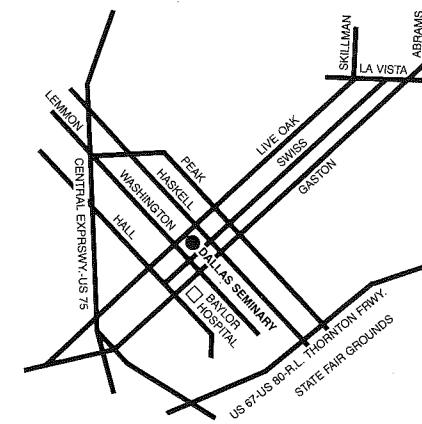 SKILLMAN
ABRAMS
LA VISTA
LEMMON
LIVE OAK
SWISS
GASTON
PEAK
HASKELL
WASHINGTON
HALL
CENTRAL EXPRSWY.-US 75
DALLAS SEMINARY
BAYLOR
HOSPITAL
US 67-US 80-R.L. THORNTON FRWY.
STATE FAIR GROUNDS